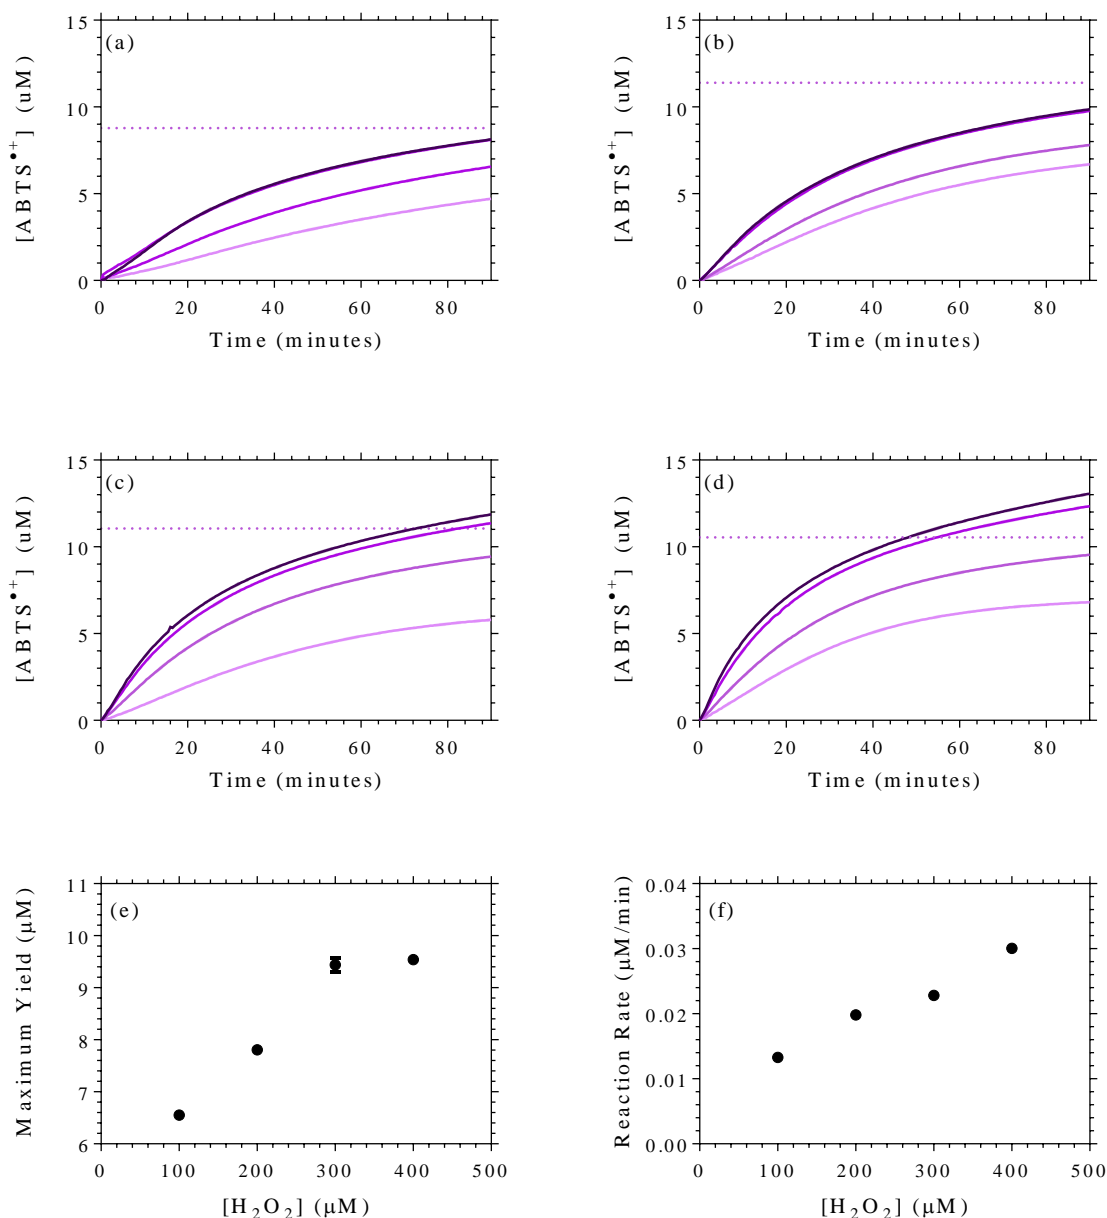 (a)
[ABTS•+] (uM)
15
10
5
0
0 20 40 60 80
Time (minutes)
(b)
[ABTS•+] (uM)
15
10
5
0
0 20 40 60 80
Time (minutes)
(c)
[ABTS•+] (uM)
15
10
5
0
0 20 40 60 80
Time (minutes)
(d)
[ABTS•+] (uM)
15
10
5
0
0 20 40 60 80
Time (minutes)
(e)
Maximum Yield (μM)
11
10
9
8
7
6
0 100 200 300 400 500
[H₂O₂] (μM)
(f)
Reaction Rate (μM/min)
0.04
0.03
0.02
0.01
0.00
0 100 200 300 400 500
[H₂O₂] (μM)